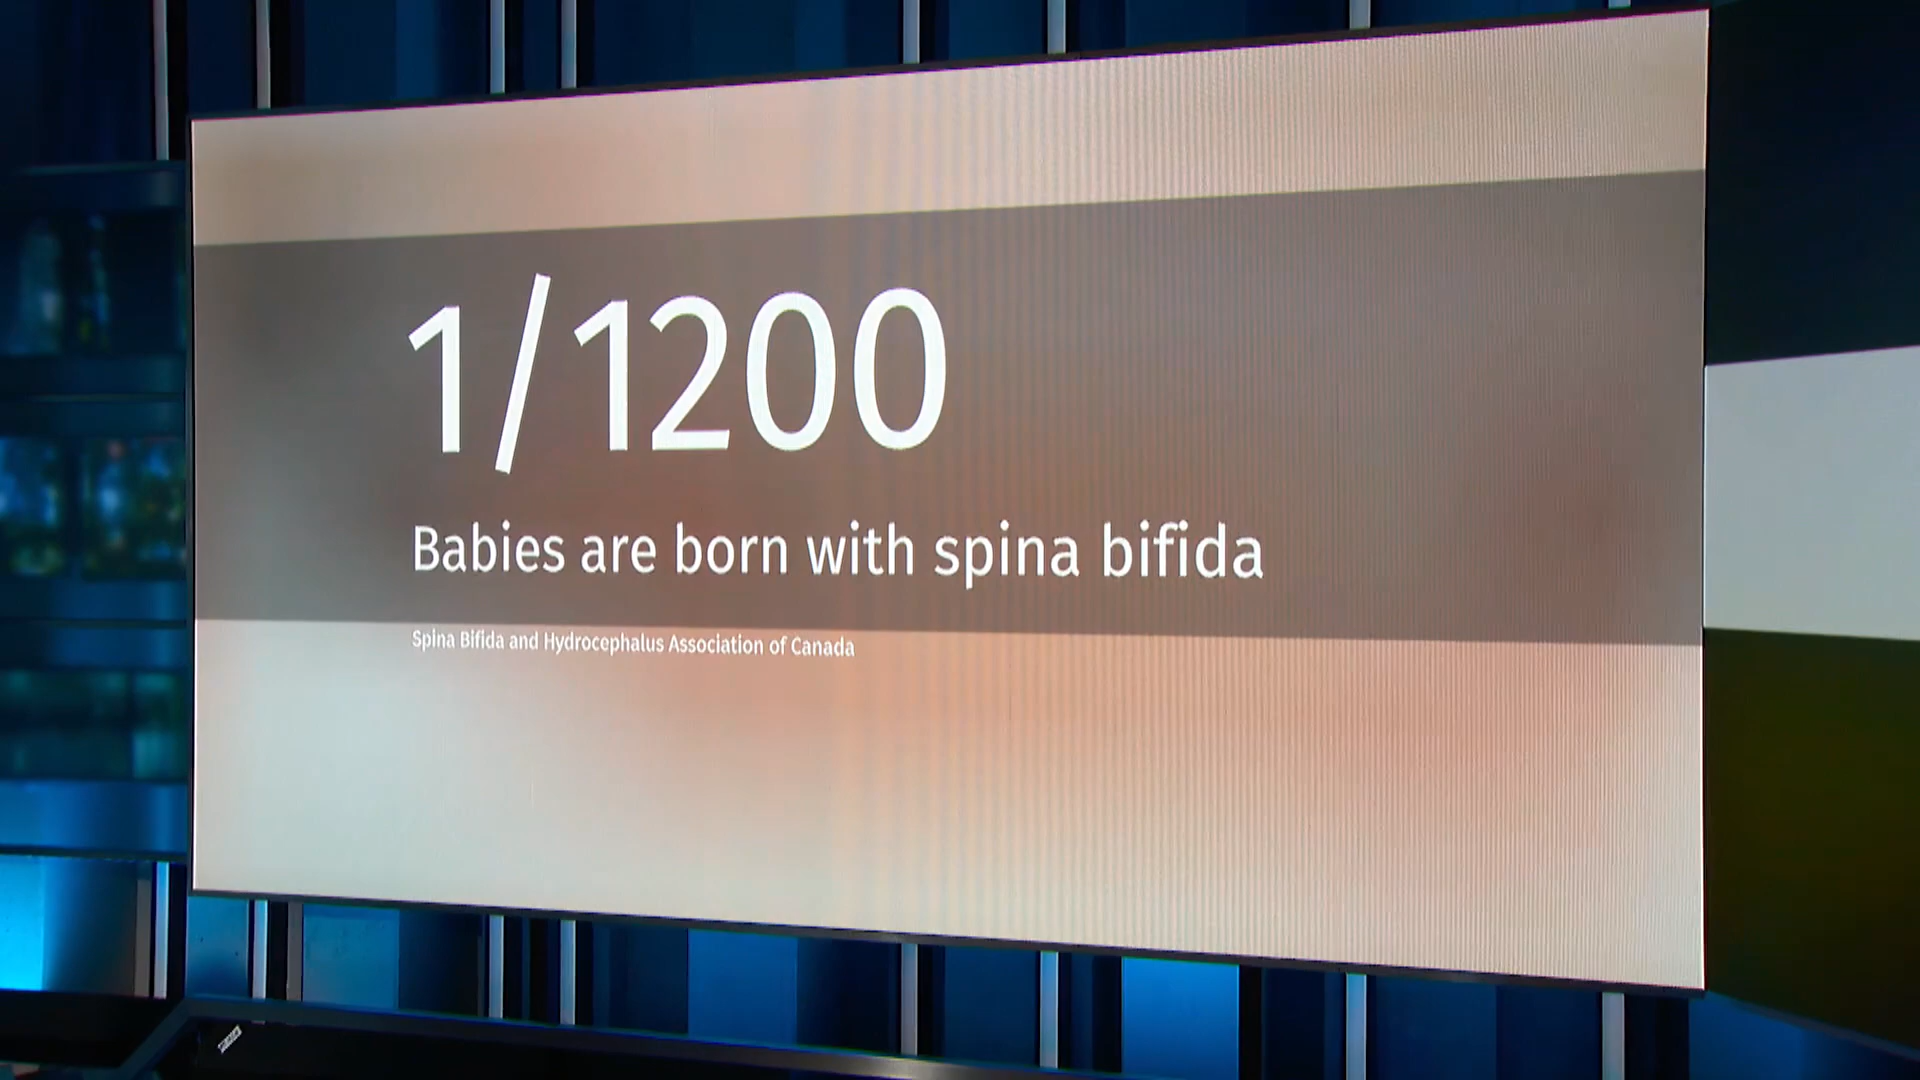 1/1200
Babies are born with spina bifida
Spina Bifida and Hydrocephalus Association of Canada